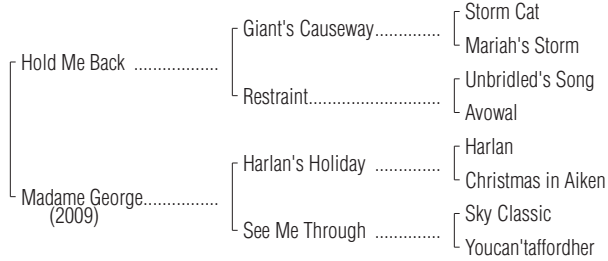 Storm Cat
Giant's Causeway..............
Mariah's Storm
Hold Me Back ..................
Unbridled's Song
Restraint............................
Avowal
Harlan
Harlan's Holiday ..............
Christmas in Aiken
Madame George................
(2009)
Sky Classic
See Me Through ..............
Youcan'taffordher